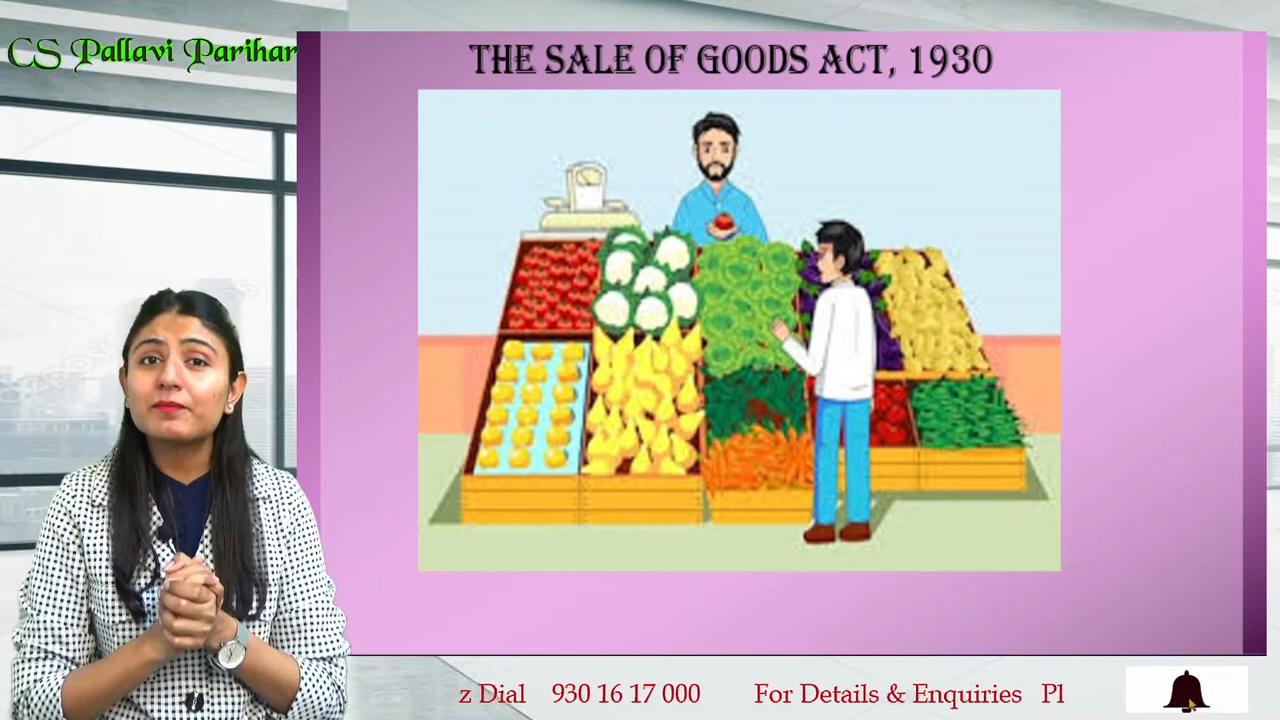 CS Pallavi Parihar
THE SALE OF GOODS ACT, 1930
z Dial 930 16 17 000 For Details & Enquiries Pl